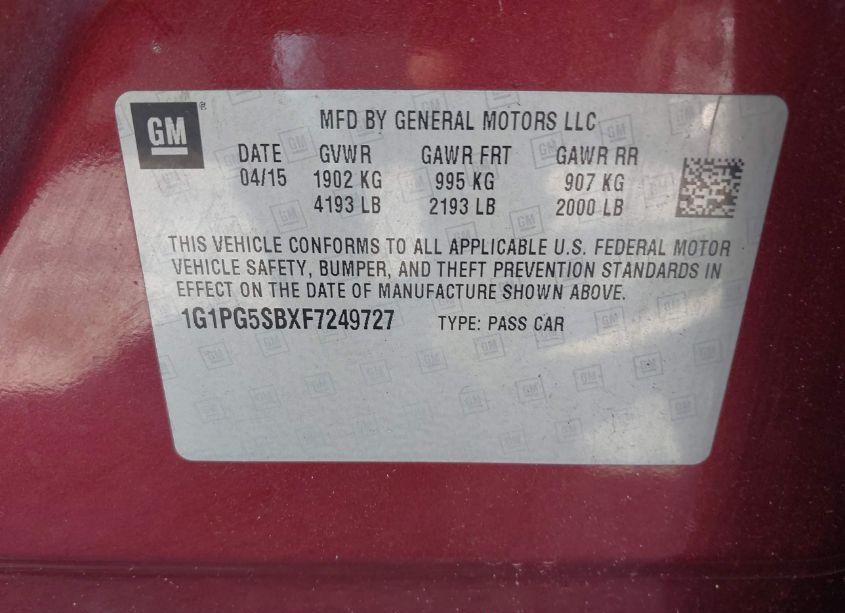 GM ®
MFD BY GENERAL MOTORS LLC
DATE GVWR GAWR FRT GAWR RR
04/15 1902 KG 995 KG 907 KG
4193 LB 2193 LB 2000 LB
THIS VEHICLE CONFORMS TO ALL APPLICABLE U.S. FEDERAL MOTOR
VEHICLE SAFETY, BUMPER, AND THEFT PREVENTION STANDARDS IN
EFFECT ON THE DATE OF MANUFACTURE SHOWN ABOVE.
1G1PG5SBXF7249727 TYPE: PASS CAR